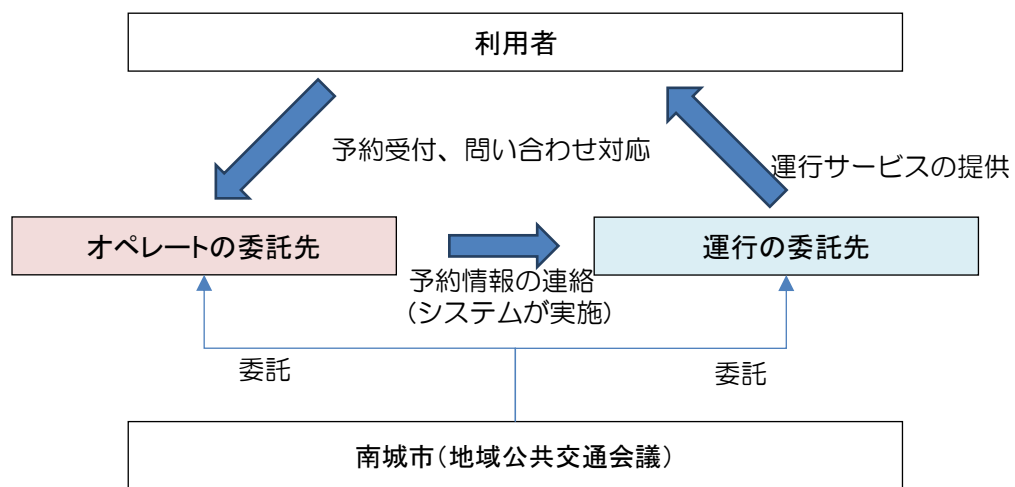 利用者
予約受付、問い合わせ対応
運行サービスの提供
オペレートの委託先
運行の委託先
予約情報の連絡
(システムが実施)
委託
委託
南城市(地域公共交通会議)